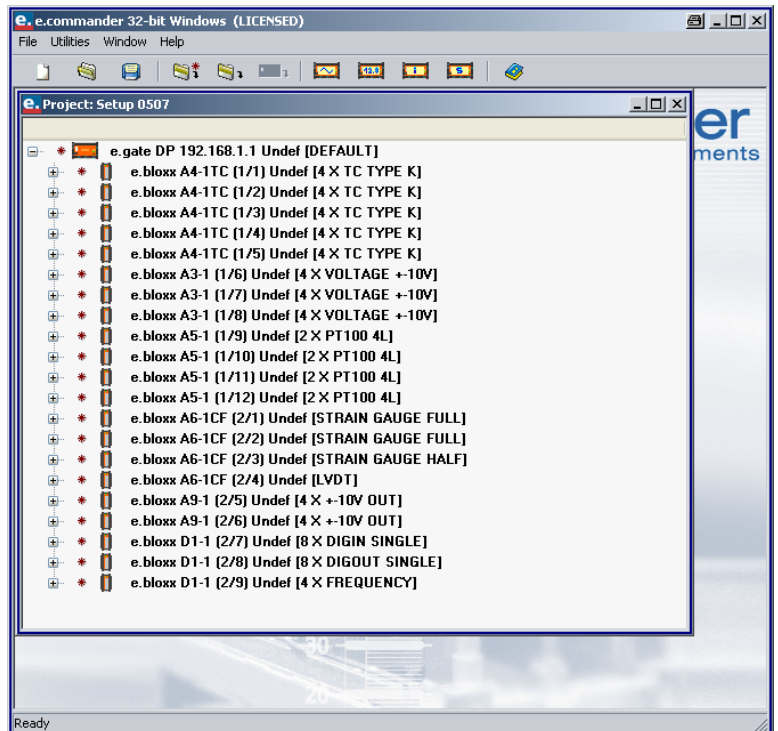 e. e.commander 32-bit Windows (LICENSED)
File Utilities Window Help
12.8 i s
e. Project: Setup 0507
er
ments
e.gate DP 192.168.1.1 Undef [DEFAULT]
e.bloxx A4-1TC (1/1) Undef [4 X TC TYPE K]
e.bloxx A4-1TC (1/2) Undef [4 X TC TYPE K]
e.bloxx A4-1TC (1/3) Undef [4 X TC TYPE K]
e.bloxx A4-1TC (1/4) Undef [4 X TC TYPE K]
e.bloxx A4-1TC (1/5) Undef [4 X TC TYPE K]
e.bloxx A3-1 (1/6) Undef [4 X VOLTAGE +-10V]
e.bloxx A3-1 (1/7) Undef [4 X VOLTAGE +-10V]
e.bloxx A3-1 (1/8) Undef [4 X VOLTAGE +-10V]
e.bloxx A5-1 (1/9) Undef [2 X PT100 4L]
e.bloxx A5-1 (1/10) Undef [2 X PT100 4L]
e.bloxx A5-1 (1/11) Undef [2 X PT100 4L]
e.bloxx A5-1 (1/12) Undef [2 X PT100 4L]
e.bloxx A6-1CF (2/1) Undef [STRAIN GAUGE FULL]
e.bloxx A6-1CF (2/2) Undef [STRAIN GAUGE FULL]
e.bloxx A6-1CF (2/3) Undef [STRAIN GAUGE HALF]
e.bloxx A6-1CF (2/4) Undef [LVDT]
e.bloxx A9-1 (2/5) Undef [4 X +-10V OUT]
e.bloxx A9-1 (2/6) Undef [4 X +-10V OUT]
e.bloxx D1-1 (2/7) Undef [8 X DIGIN SINGLE]
e.bloxx D1-1 (2/8) Undef [8 X DIGOUT SINGLE]
e.bloxx D1-1 (2/9) Undef [4 X FREQUENCY]
30
20
Ready